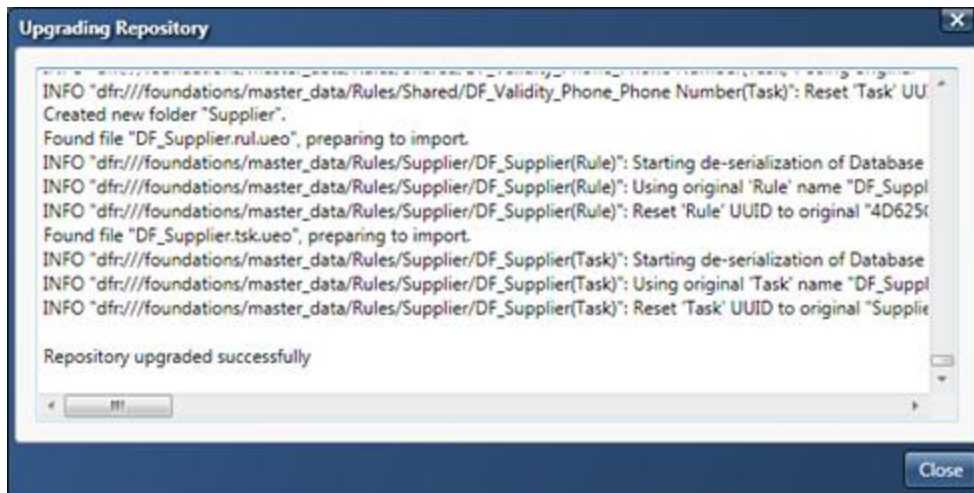 Upgrading Repository
INFO "dfr:///foundations/master_data/Rules/Shared/DF_Validity_Phone_Phone Number(Task)": Reset 'Task' UU
Created new folder "Supplier".
Found file "DF_Supplier.rul.ueo", preparing to import.
INFO "dfr:///foundations/master_data/Rules/Supplier/DF_Supplier(Rule)": Starting de-serialization of Database
INFO "dfr:///foundations/master_data/Rules/Supplier/DF_Supplier(Rule)": Using original 'Rule' name "DF_Suppl
INFO "dfr:///foundations/master_data/Rules/Supplier/DF_Supplier(Rule)": Reset 'Rule' UUID to original "4D625
Found file "DF_Supplier.tsk.ueo", preparing to import.
INFO "dfr:///foundations/master_data/Rules/Supplier/DF_Supplier(Task)": Starting de-serialization of Database
INFO "dfr:///foundations/master_data/Rules/Supplier/DF_Supplier(Task)": Using original 'Task' name "DF_Suppl
INFO "dfr:///foundations/master_data/Rules/Supplier/DF_Supplier(Task)": Reset 'Task' UUID to original "Supplie
Repository upgraded successfully
Close